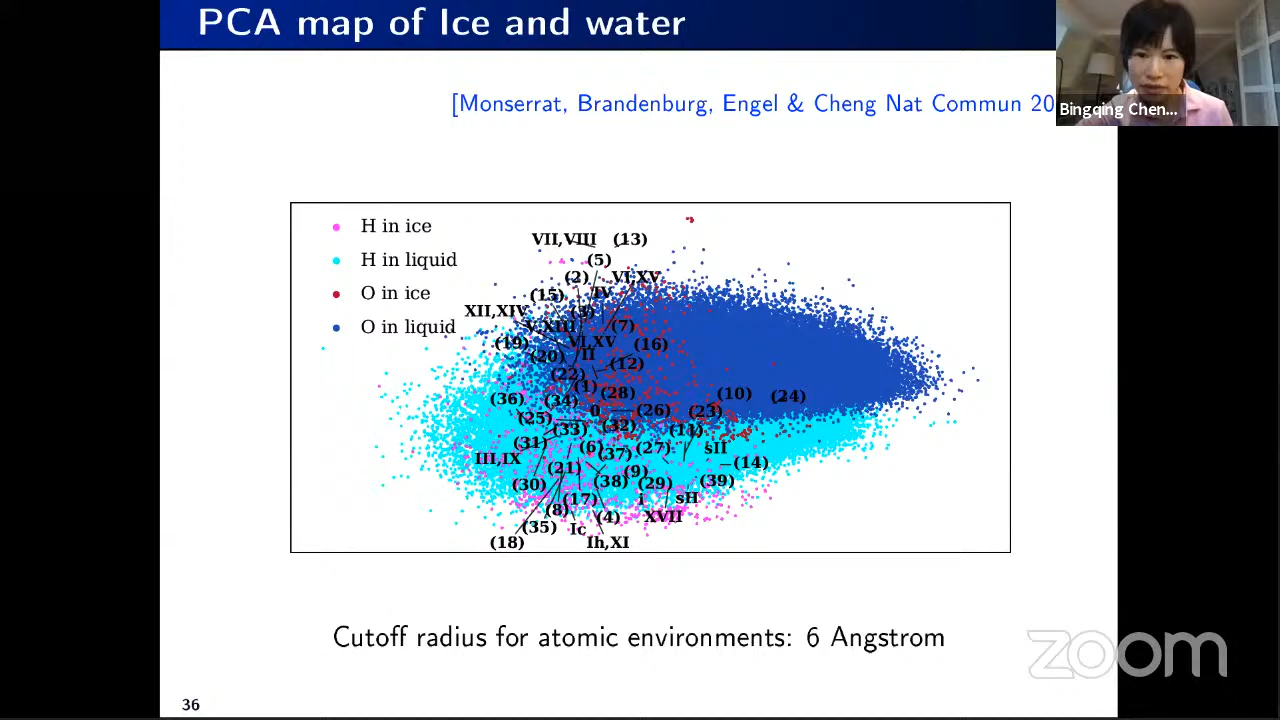 PCA map of Ice and water
[Monserrat, Brandenburg, Engel & Cheng Nat Commun 20
Bingqing Chen...
H in ice
H in liquid
O in ice
O in liquid
VII,VIII (13)
(5)
(2) VI,XV
(15) IV
XII,XIV (3)
V,XIII (7)
(19) VI,XV (16)
(20) II (12)
(22)
(1) (28) (10) (24)
(36) (34) 0 (26) (23)
(25) (33) (32) (11)
(31) (6) (37) (27) sII
III,IX (21) (9) (14)
(30) (38) (29) (39)
(17) i sH
(8) (4) XVII
(35) Ic
(18) Ih,XI
Cutoff radius for atomic environments: 6 Angstrom
zoom
36